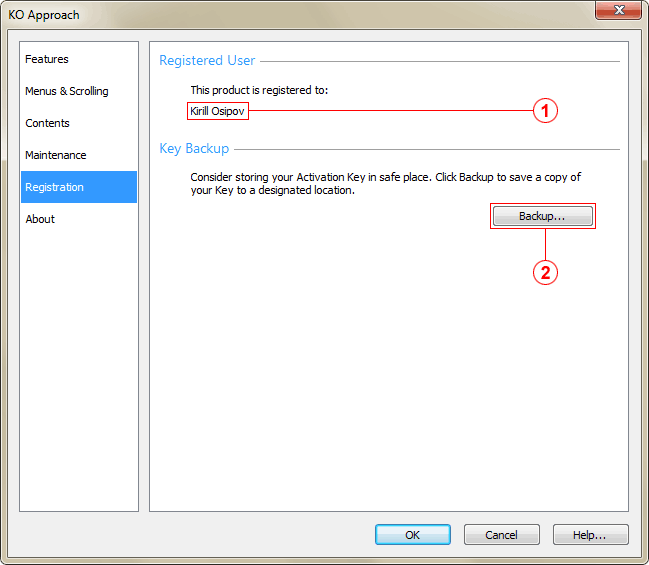 KO Approach
Features
Menus & Scrolling
Contents
Maintenance
Registration
About
Registered User
This product is registered to:
Kirill Osipov
1
Key Backup
Consider storing your Activation Key in safe place. Click Backup to save a copy of
your Key to a designated location.
Backup...
2
OK
Cancel
Help...